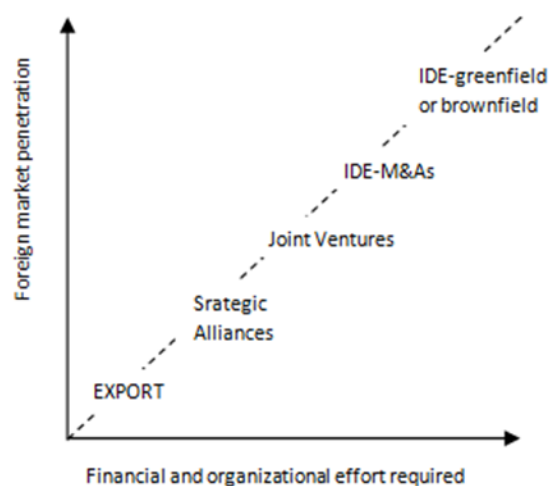 Foreign market penetration
IDE-greenfield
or brownfield
IDE-M&As
Joint Ventures
Srategic
Alliances
EXPORT
Financial and organizational effort required